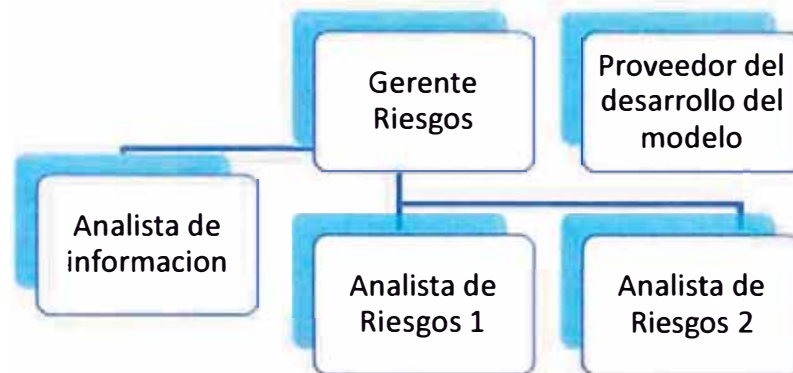 Gerente
Riesgos
Proveedor del
desarrollo del
modelo
Analista de
informacion
Analista de
Riesgos 1
Analista de
Riesgos 2